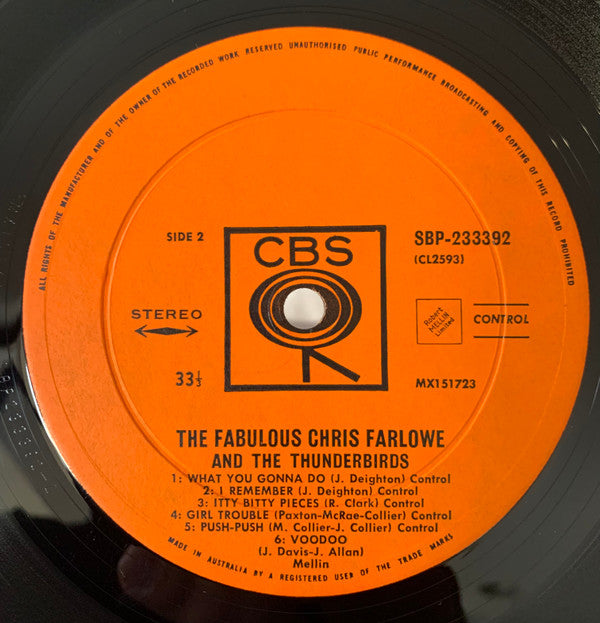 ALL RIGHTS OF THE MANUFACTURER AND OF THE OWNER OF THE RECORDED WORK RESERVED UNAUTHORISED PUBLIC PERFORMANCE BROADCASTING AND COPYING OF THIS RECORD PROHIBITED
SIDE 2
CBS
SBP-233392
(CL2593)
STEREO
Robert
MELLIN
Limited
CONTROL
33⅓
MX151723
THE FABULOUS CHRIS FARLOWE
AND THE THUNDERBIRDS
1: WHAT YOU GONNA DO (J. Deighton) Control
2: I REMEMBER (J. Deighton) Control
3: ITTY BITTY PIECES (R. Clark) Control
4: GIRL TROUBLE (Paxton-McRae-Collier) Control
5: PUSH-PUSH (M. Collier-J. Collier) Control
6: VOODOO
(J. Davis-J. Allan)
Mellin
MADE IN AUSTRALIA BY A REGISTERED USER OF THE TRADE MARKS